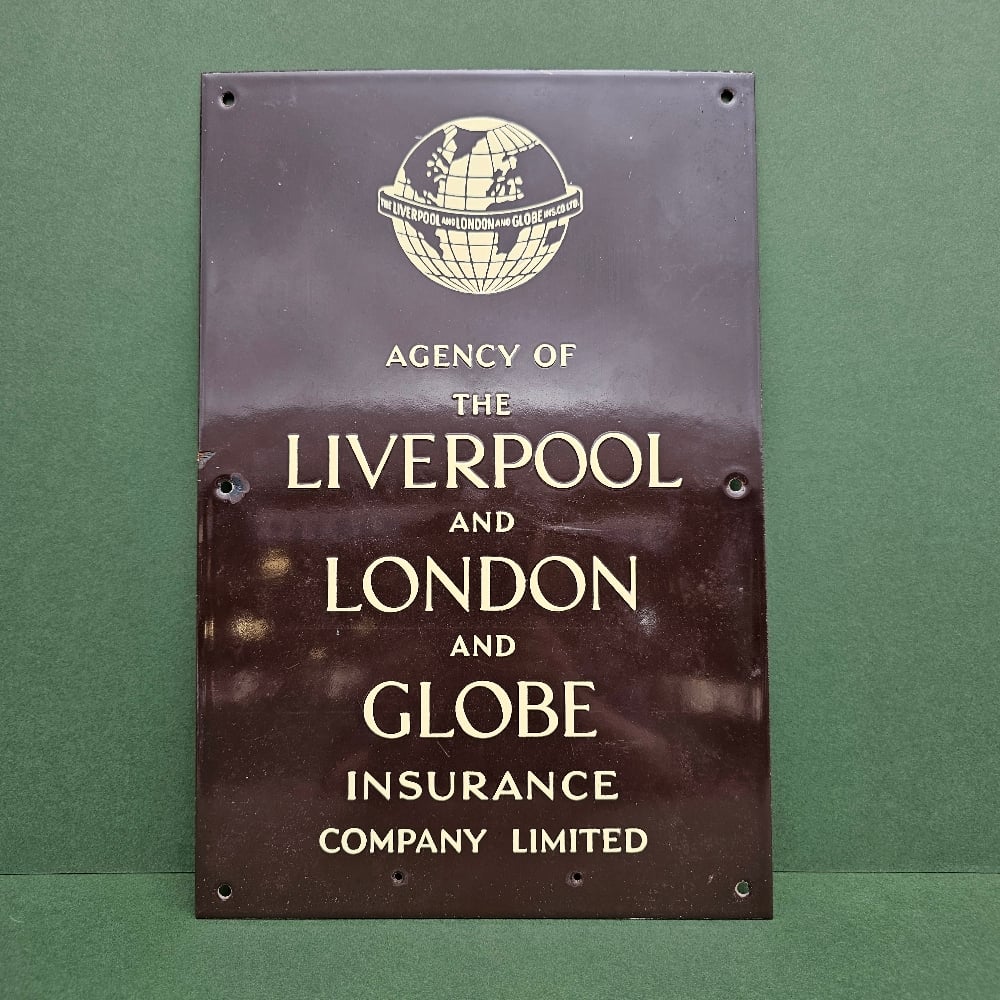 THE LIVERPOOL AND LONDON AND GLOBE INS. CO. LTD.
AGENCY OF
THE
LIVERPOOL
AND
LONDON
AND
GLOBE
INSURANCE
COMPANY LIMITED